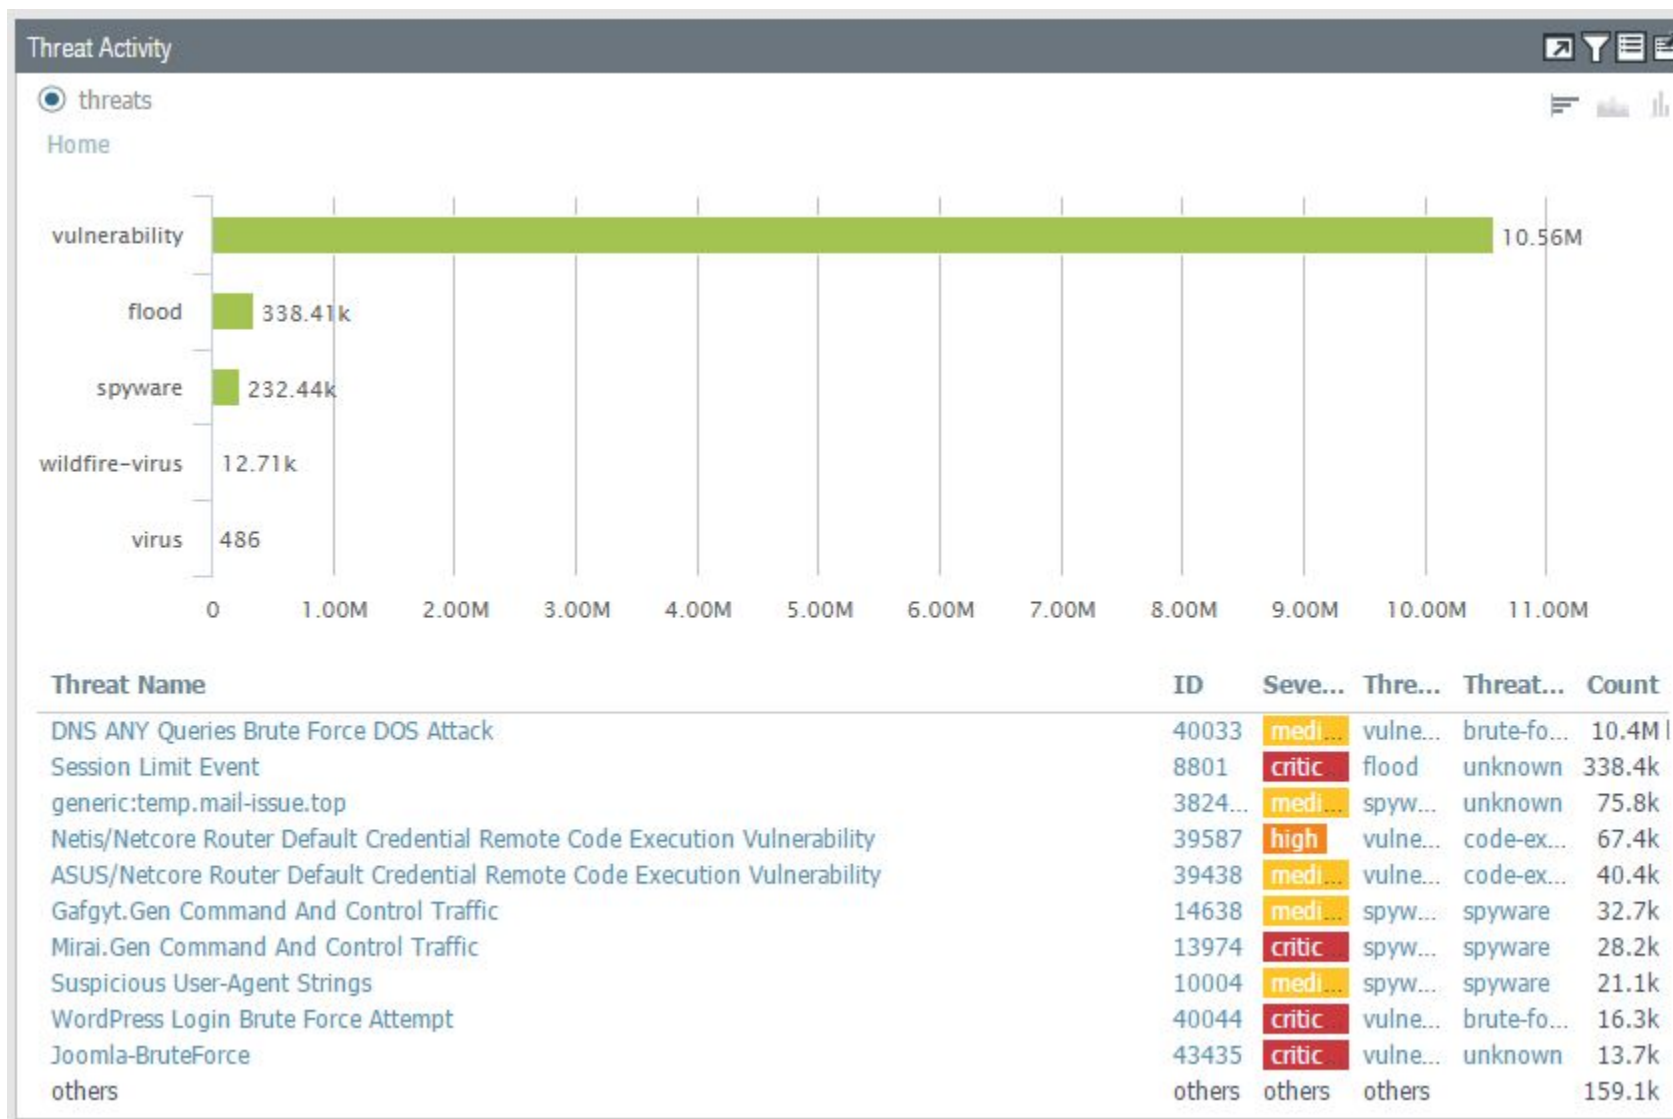 Threat Activity
threats
Home
vulnerability 10.56M
flood 338.41k
spyware 232.44k
wildfire-virus 12.71k
virus 486
0 1.00M 2.00M 3.00M 4.00M 5.00M 6.00M 7.00M 8.00M 9.00M 10.00M 11.00M
Threat Name ID Seve... Thre... Threat... Count
DNS ANY Queries Brute Force DOS Attack 40033 medi... vulne... brute-fo... 10.4M
Session Limit Event 8801 critic flood unknown 338.4k
generic:temp.mail-issue.top 3824... medi... spyw... unknown 75.8k
Netis/Netcore Router Default Credential Remote Code Execution Vulnerability 39587 high vulne... code-ex... 67.4k
ASUS/Netcore Router Default Credential Remote Code Execution Vulnerability 39438 medi... vulne... code-ex... 40.4k
Gafgyt.Gen Command And Control Traffic 14638 medi... spyw... spyware 32.7k
Mirai.Gen Command And Control Traffic 13974 critic spyw... spyware 28.2k
Suspicious User-Agent Strings 10004 medi... spyw... spyware 21.1k
WordPress Login Brute Force Attempt 40044 critic vulne... brute-fo... 16.3k
Joomla-BruteForce 43435 critic vulne... unknown 13.7k
others others others others 159.1k